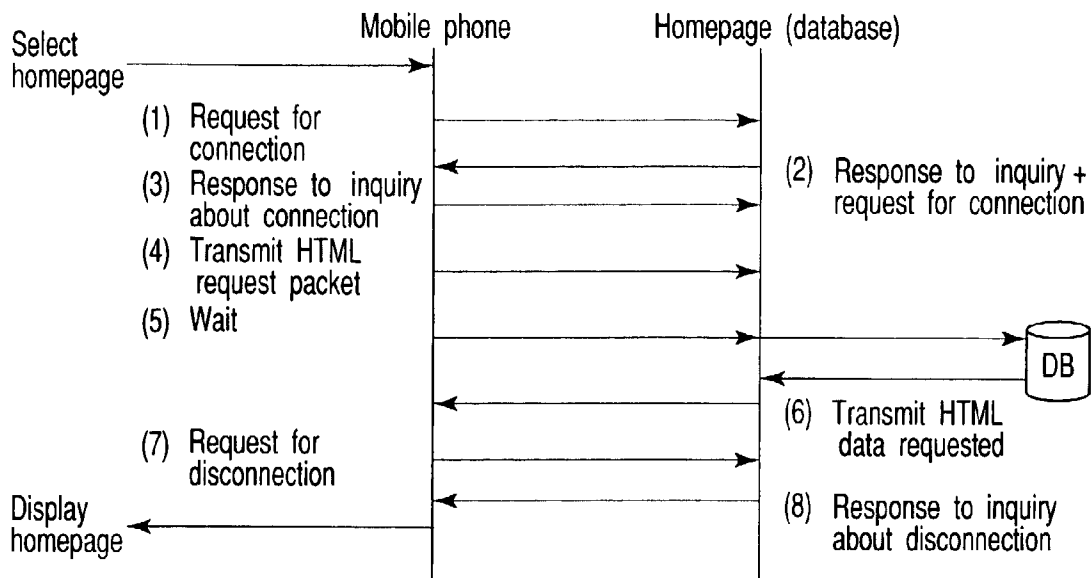 Mobile phone
Homepage (database)
Select
homepage
(1) Request for
connection
(2) Response to inquiry +
request for connection
(3) Response to inquiry
about connection
(4) Transmit HTML
request packet
(5) Wait
DB
(6) Transmit HTML
data requested
(7) Request for
disconnection
(8) Response to inquiry
about disconnection
Display
homepage